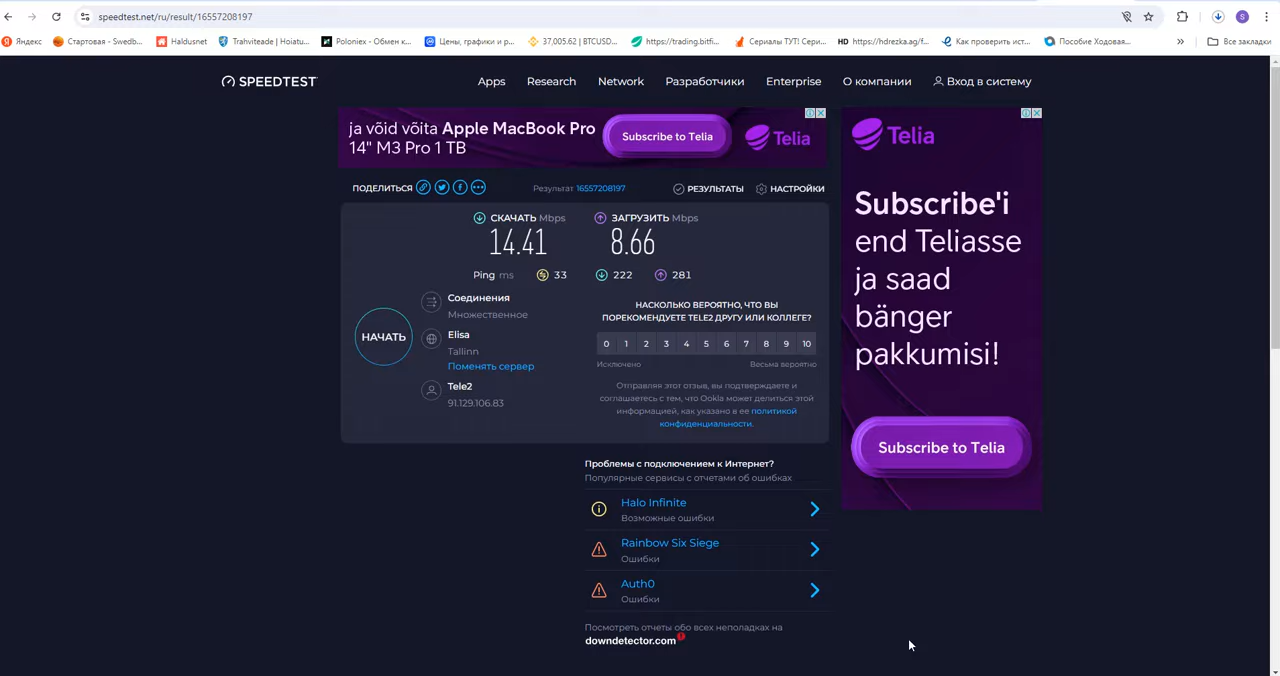 speedtest.net/ru/result/16557208197
S
Яндекс
Стартовая – Swedb...
Haldusnet
Trahviteade | Hoiatu...
Poloniex - Обмен к...
Цены, графики и р...
37,005.62 | BTCUSD...
https://trading.bitfi...
Сериалы ТУТ! Сери...
HD https://hdrezka.ag/f...
Как проверить ист...
Пособие Ходовая...
»
Все закладки
SPEEDTEST
Apps
Research
Network
Разработчики
Enterprise
О компании
Вход в систему
ja võid võita Apple MacBook Pro
14" M3 Pro 1 TB
Subscribe to Telia
Telia
ПОДЕЛИТЬСЯ
Результат 16557208197
РЕЗУЛЬТАТЫ
НАСТРОЙКИ
СКАЧАТЬ Mbps
14.41
ЗАГРУЗИТЬ Mbps
8.66
Ping ms
33
222
281
НАЧАТЬ
Соединения
Множественное
Elisa
Tallinn
Поменять сервер
Tele2
91.129.106.83
НАСКОЛЬКО ВЕРОЯТНО, ЧТО ВЫ
ПОРЕКОМЕНДУЕТЕ TELE2 ДРУГУ ИЛИ КОЛЛЕГЕ?
0 1 2 3 4 5 6 7 8 9 10
Исключено
Весьма вероятно
Отправляя этот отзыв, вы подтверждаете и
соглашаетесь с тем, что Ookla может делиться этой
информацией, как указано в ее политикой
конфиденциальности.
Проблемы с подключением к Интернет?
Популярные сервисы с отчетами об ошибках
Halo Infinite
Возможные ошибки
Rainbow Six Siege
Ошибки
Auth0
Ошибки
Посмотреть отчеты обо всех неполадках на
downdetector.com
Telia
Subscribe'i
end Teliasse
ja saad
bänger
pakkumisi!
Subscribe to Telia